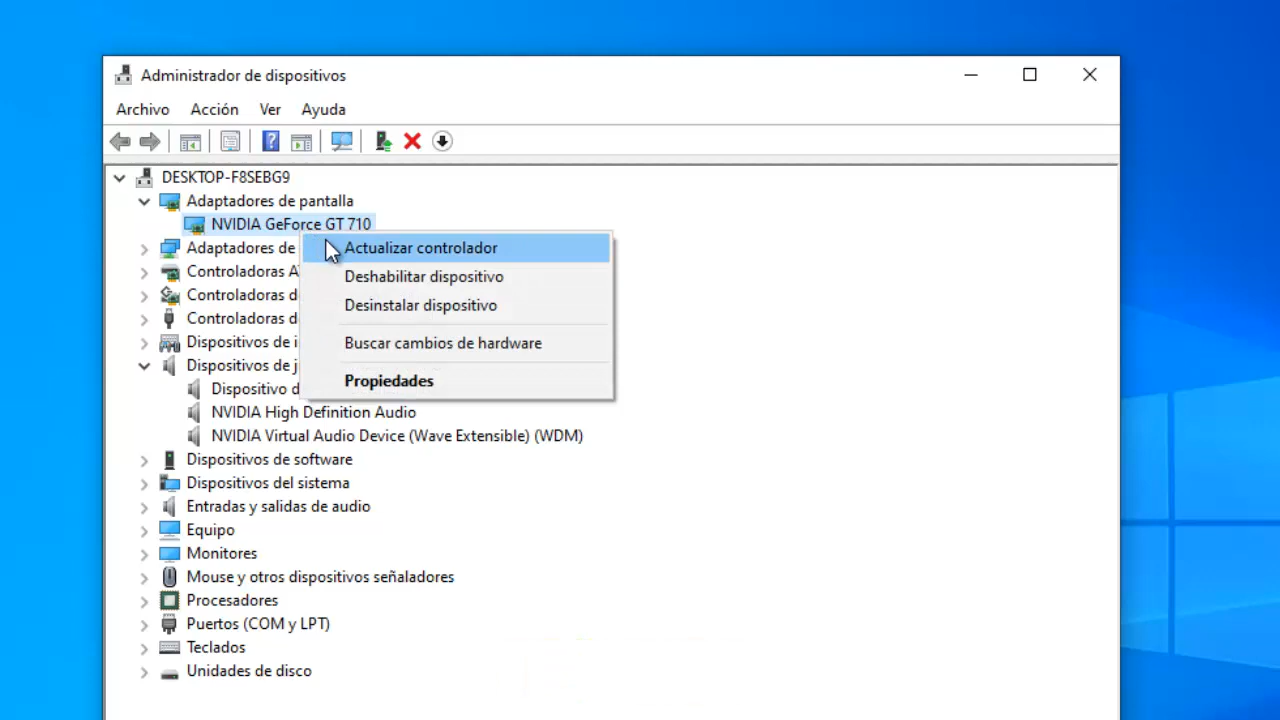 Administrador de dispositivos
Archivo Acción Ver Ayuda
DESKTOP-F8SEBG9
Adaptadores de pantalla
NVIDIA GeForce GT 710
Adaptadores de
Actualizar controlador
Controladoras A
Deshabilitar dispositivo
Controladoras d
Desinstalar dispositivo
Controladoras d
Dispositivos de i
Buscar cambios de hardware
Dispositivos de j
Propiedades
Dispositivo d
NVIDIA High Definition Audio
NVIDIA Virtual Audio Device (Wave Extensible) (WDM)
Dispositivos de software
Dispositivos del sistema
Entradas y salidas de audio
Equipo
Monitores
Mouse y otros dispositivos señaladores
Procesadores
Puertos (COM y LPT)
Teclados
Unidades de disco